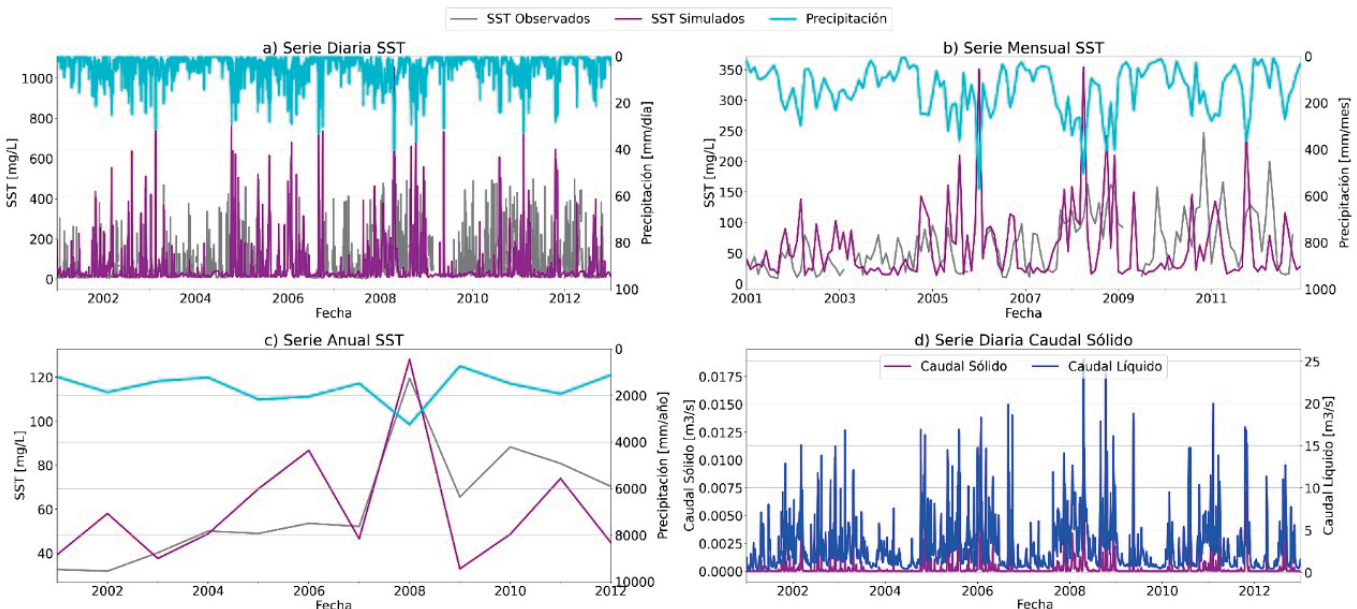 SST Observados SST Simulados Precipitación
a) Serie Diaria SST
SST [mg/L]
1000
800
600
400
200
0
Precipitación [mm/día]
0
20
40
60
80
100
2002 2004 2006 2008 2010 2012
Fecha
b) Serie Mensual SST
SST [mg/L]
350
300
250
200
150
100
50
0
Precipitación [mm/mes]
0
200
400
600
800
1000
2001 2003 2005 2007 2009 2011
Fecha
c) Serie Anual SST
SST [mg/L]
120
100
80
60
40
Precipitación [mm/año]
0
2000
4000
6000
8000
10000
2002 2004 2006 2008 2010 2012
Fecha
d) Serie Diaria Caudal Sólido
Caudal Sólido Caudal Líquido
Caudal Sólido [m3/s]
0.0175
0.0150
0.0125
0.0100
0.0075
0.0050
0.0025
0.0000
Caudal Líquido [m3/s]
25
20
15
10
5
0
2002 2004 2006 2008 2010 2012
Fecha